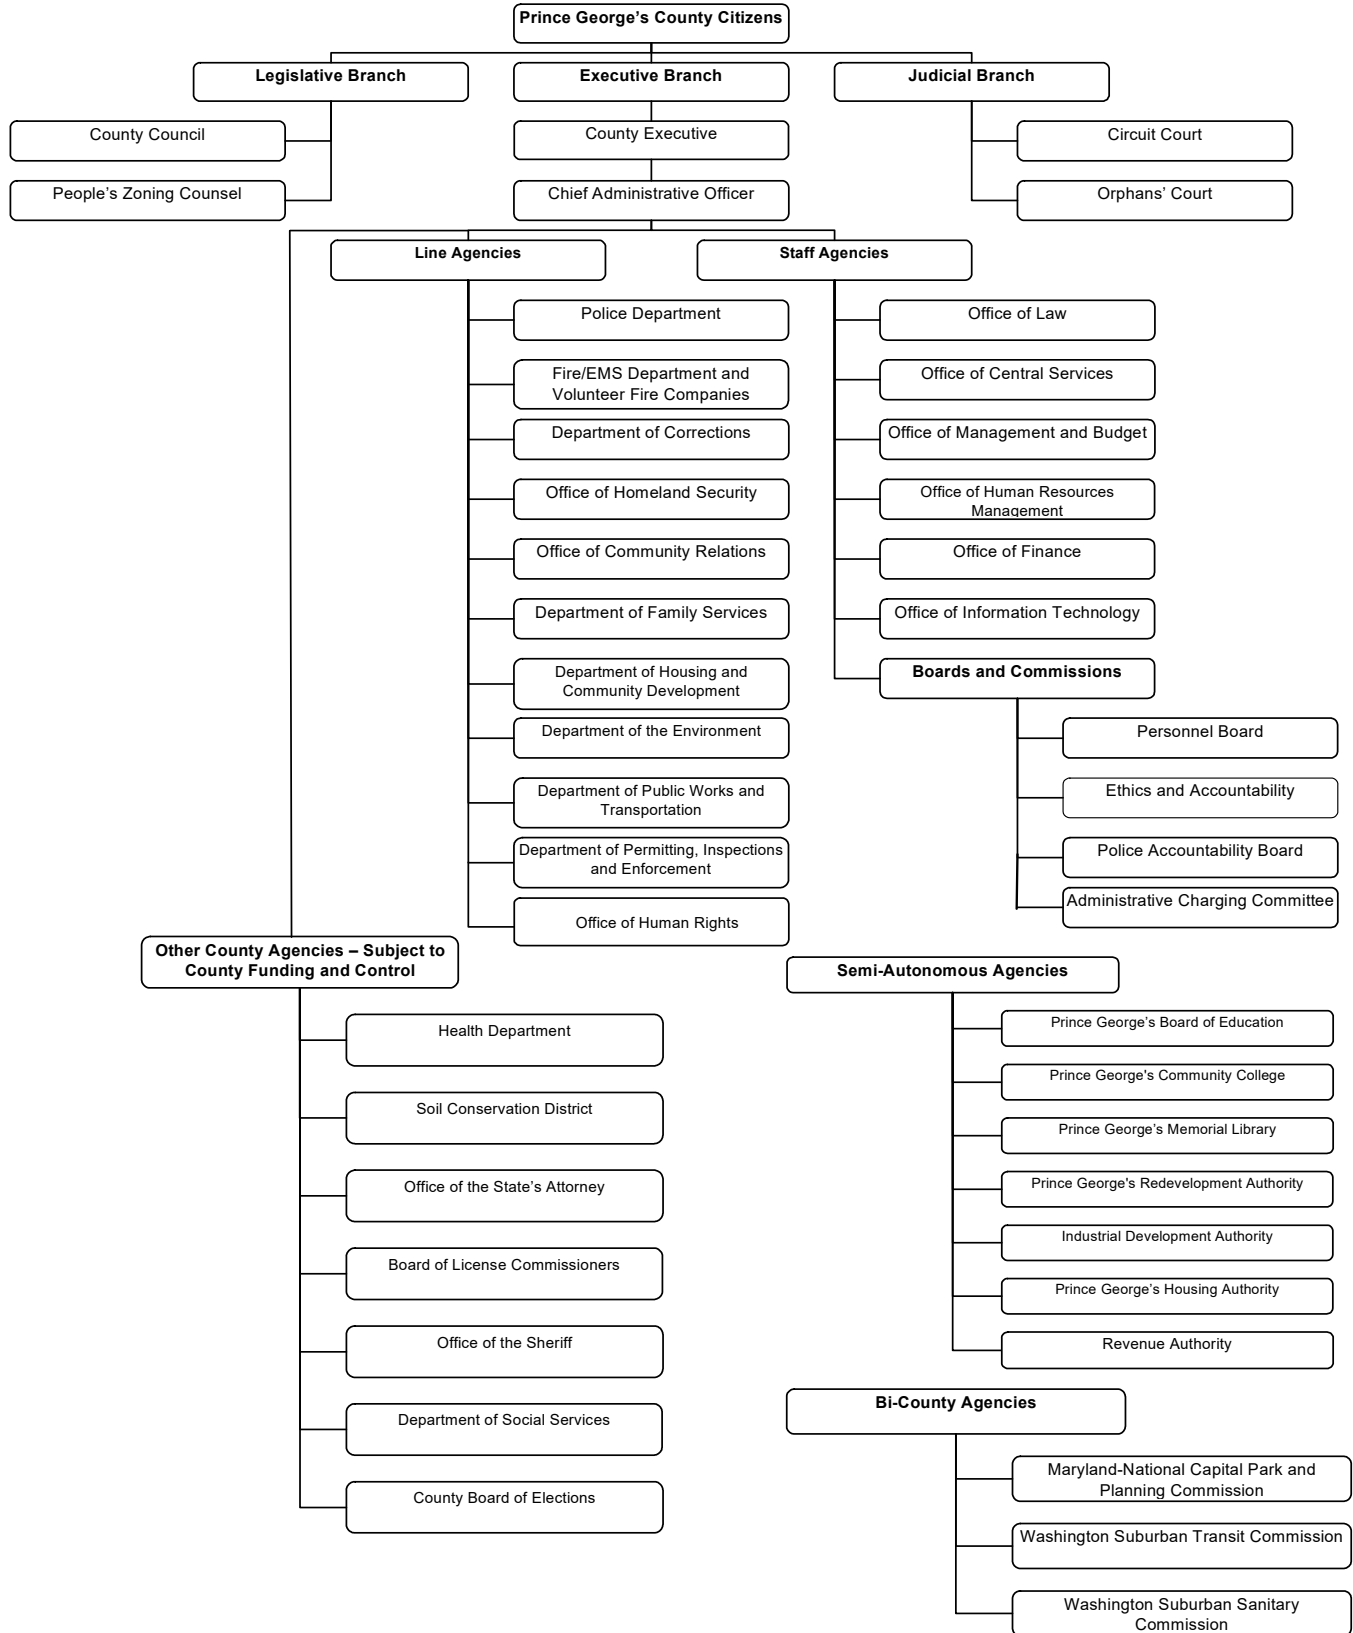 Prince George’s County Citizens
Legislative Branch
Executive Branch
Judicial Branch
County Council
County Executive
Circuit Court
People’s Zoning Counsel
Chief Administrative Officer
Orphans’ Court
Line Agencies
Staff Agencies
Police Department
Fire/EMS Department and
Volunteer Fire Companies
Department of Corrections
Office of Homeland Security
Office of Community Relations
Department of Family Services
Department of Housing and
Community Development
Department of the Environment
Department of Public Works and
Transportation
Department of Permitting, Inspections
and Enforcement
Office of Human Rights
Office of Law
Office of Central Services
Office of Management and Budget
Office of Human Resources
Management
Office of Finance
Office of Information Technology
Boards and Commissions
Personnel Board
Ethics and Accountability
Police Accountability Board
Administrative Charging Committee
Other County Agencies – Subject to
County Funding and Control
Health Department
Soil Conservation District
Office of the State’s Attorney
Board of License Commissioners
Office of the Sheriff
Department of Social Services
County Board of Elections
Semi-Autonomous Agencies
Prince George’s Board of Education
Prince George's Community College
Prince George’s Memorial Library
Prince George's Redevelopment Authority
Industrial Development Authority
Prince George’s Housing Authority
Revenue Authority
Bi-County Agencies
Maryland-National Capital Park and
Planning Commission
Washington Suburban Transit Commission
Washington Suburban Sanitary
Commission